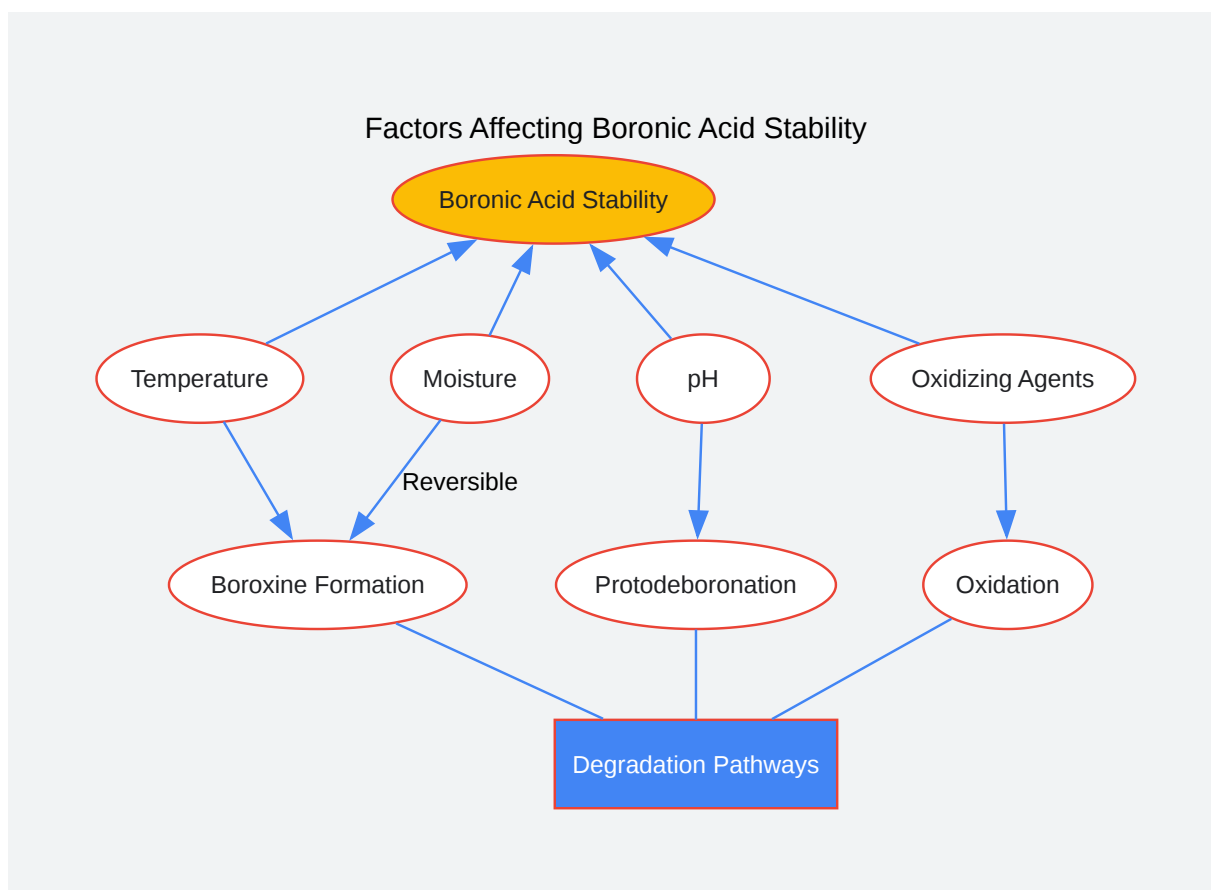 Factors Affecting Boronic Acid Stability
Boronic Acid Stability
Temperature
Moisture
pH
Oxidizing Agents
Reversible
Boroxine Formation
Protodeboronation
Oxidation
Degradation Pathways